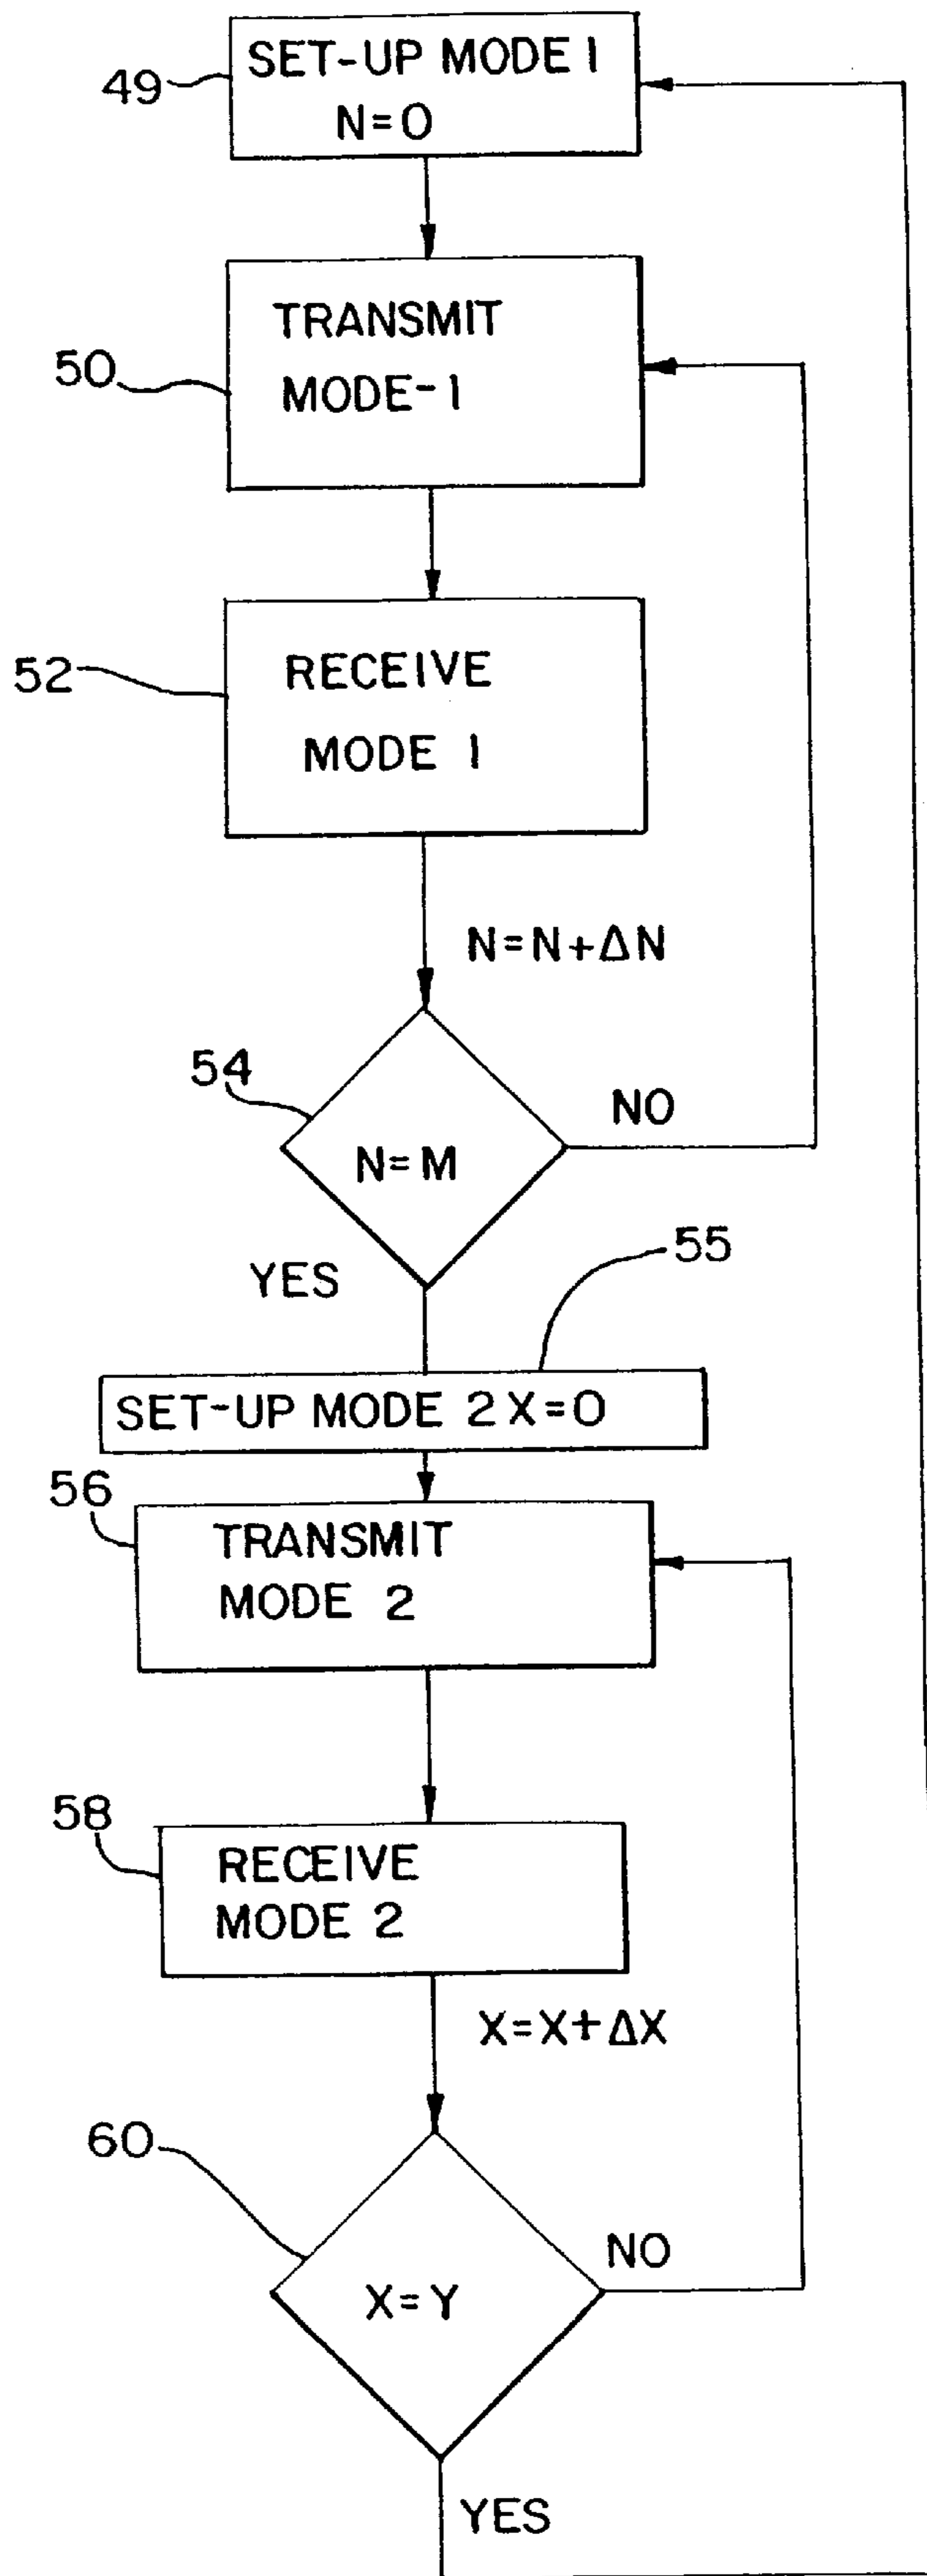 SET-UP MODE 1
49
N=0
TRANSMIT
50
MODE-1
RECEIVE
52
MODE 1
N=N+ΔN
54
NO
N=M
55
YES
SET-UP MODE 2 X=0
56
TRANSMIT
MODE 2
58
RECEIVE
MODE 2
X=X+ΔX
60
NO
X=Y
YES